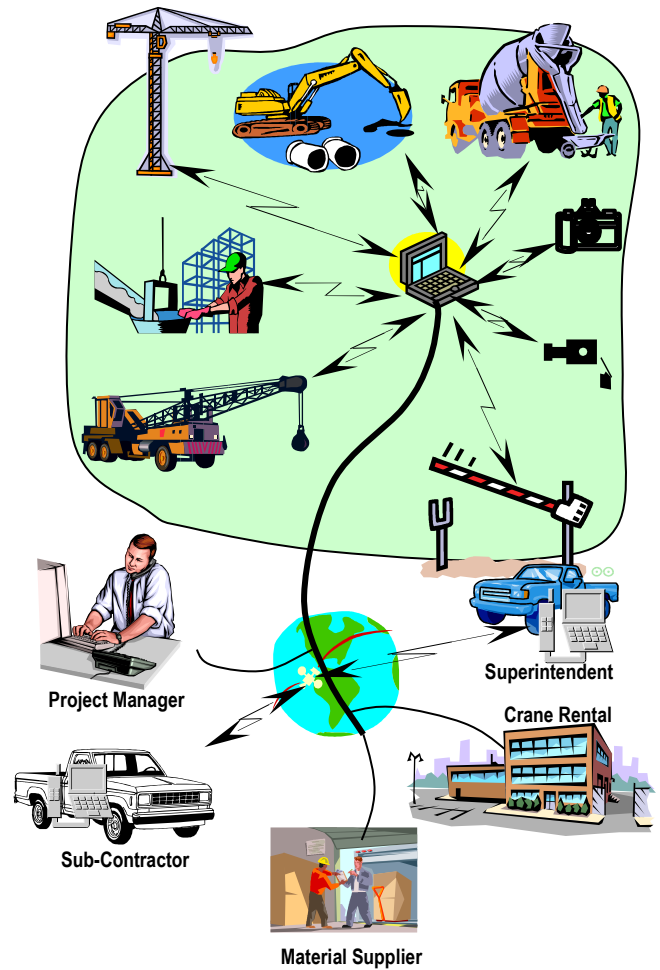 Superintendent
Project Manager
Crane Rental
Sub-Contractor
Material Supplier